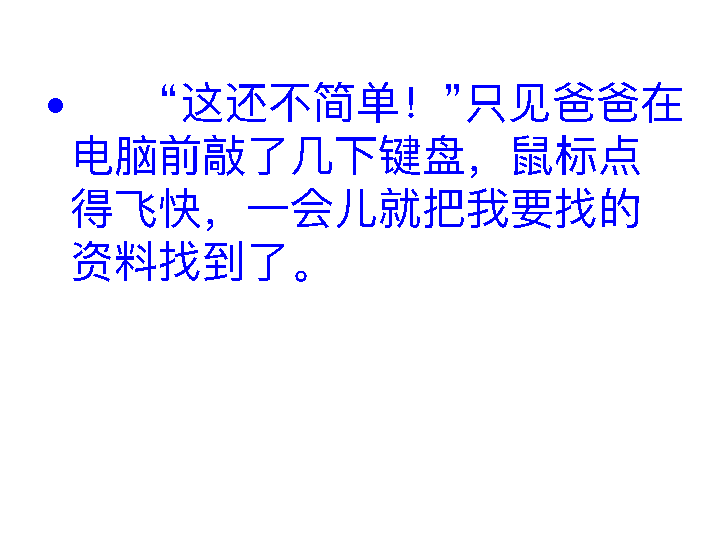 • “这还不简单！”只见爸爸在
电脑前敲了几下键盘，鼠标点
得飞快，一会儿就把我要找的
资料找到了。